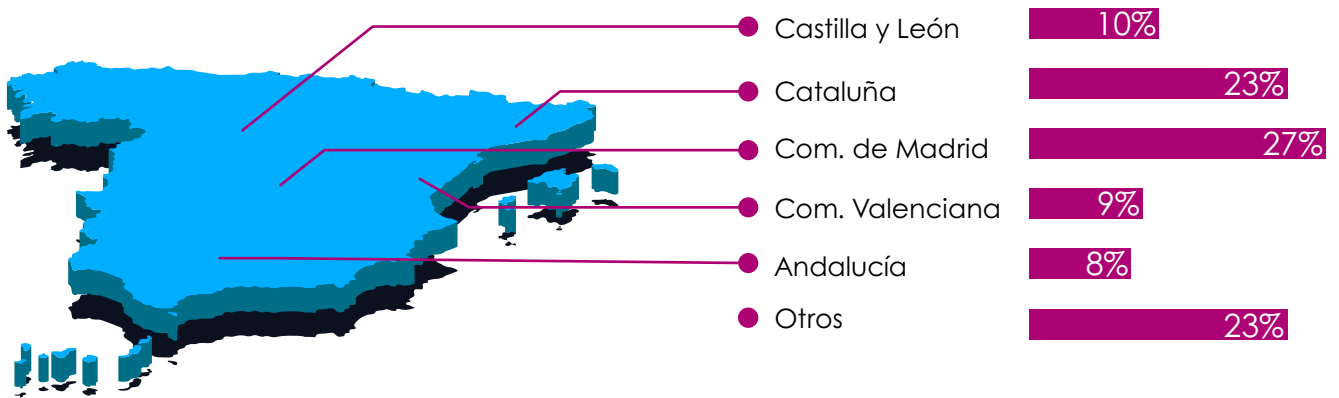 Castilla y León 10%
Cataluña 23%
Com. de Madrid 27%
Com. Valenciana 9%
Andalucía 8%
Otros 23%